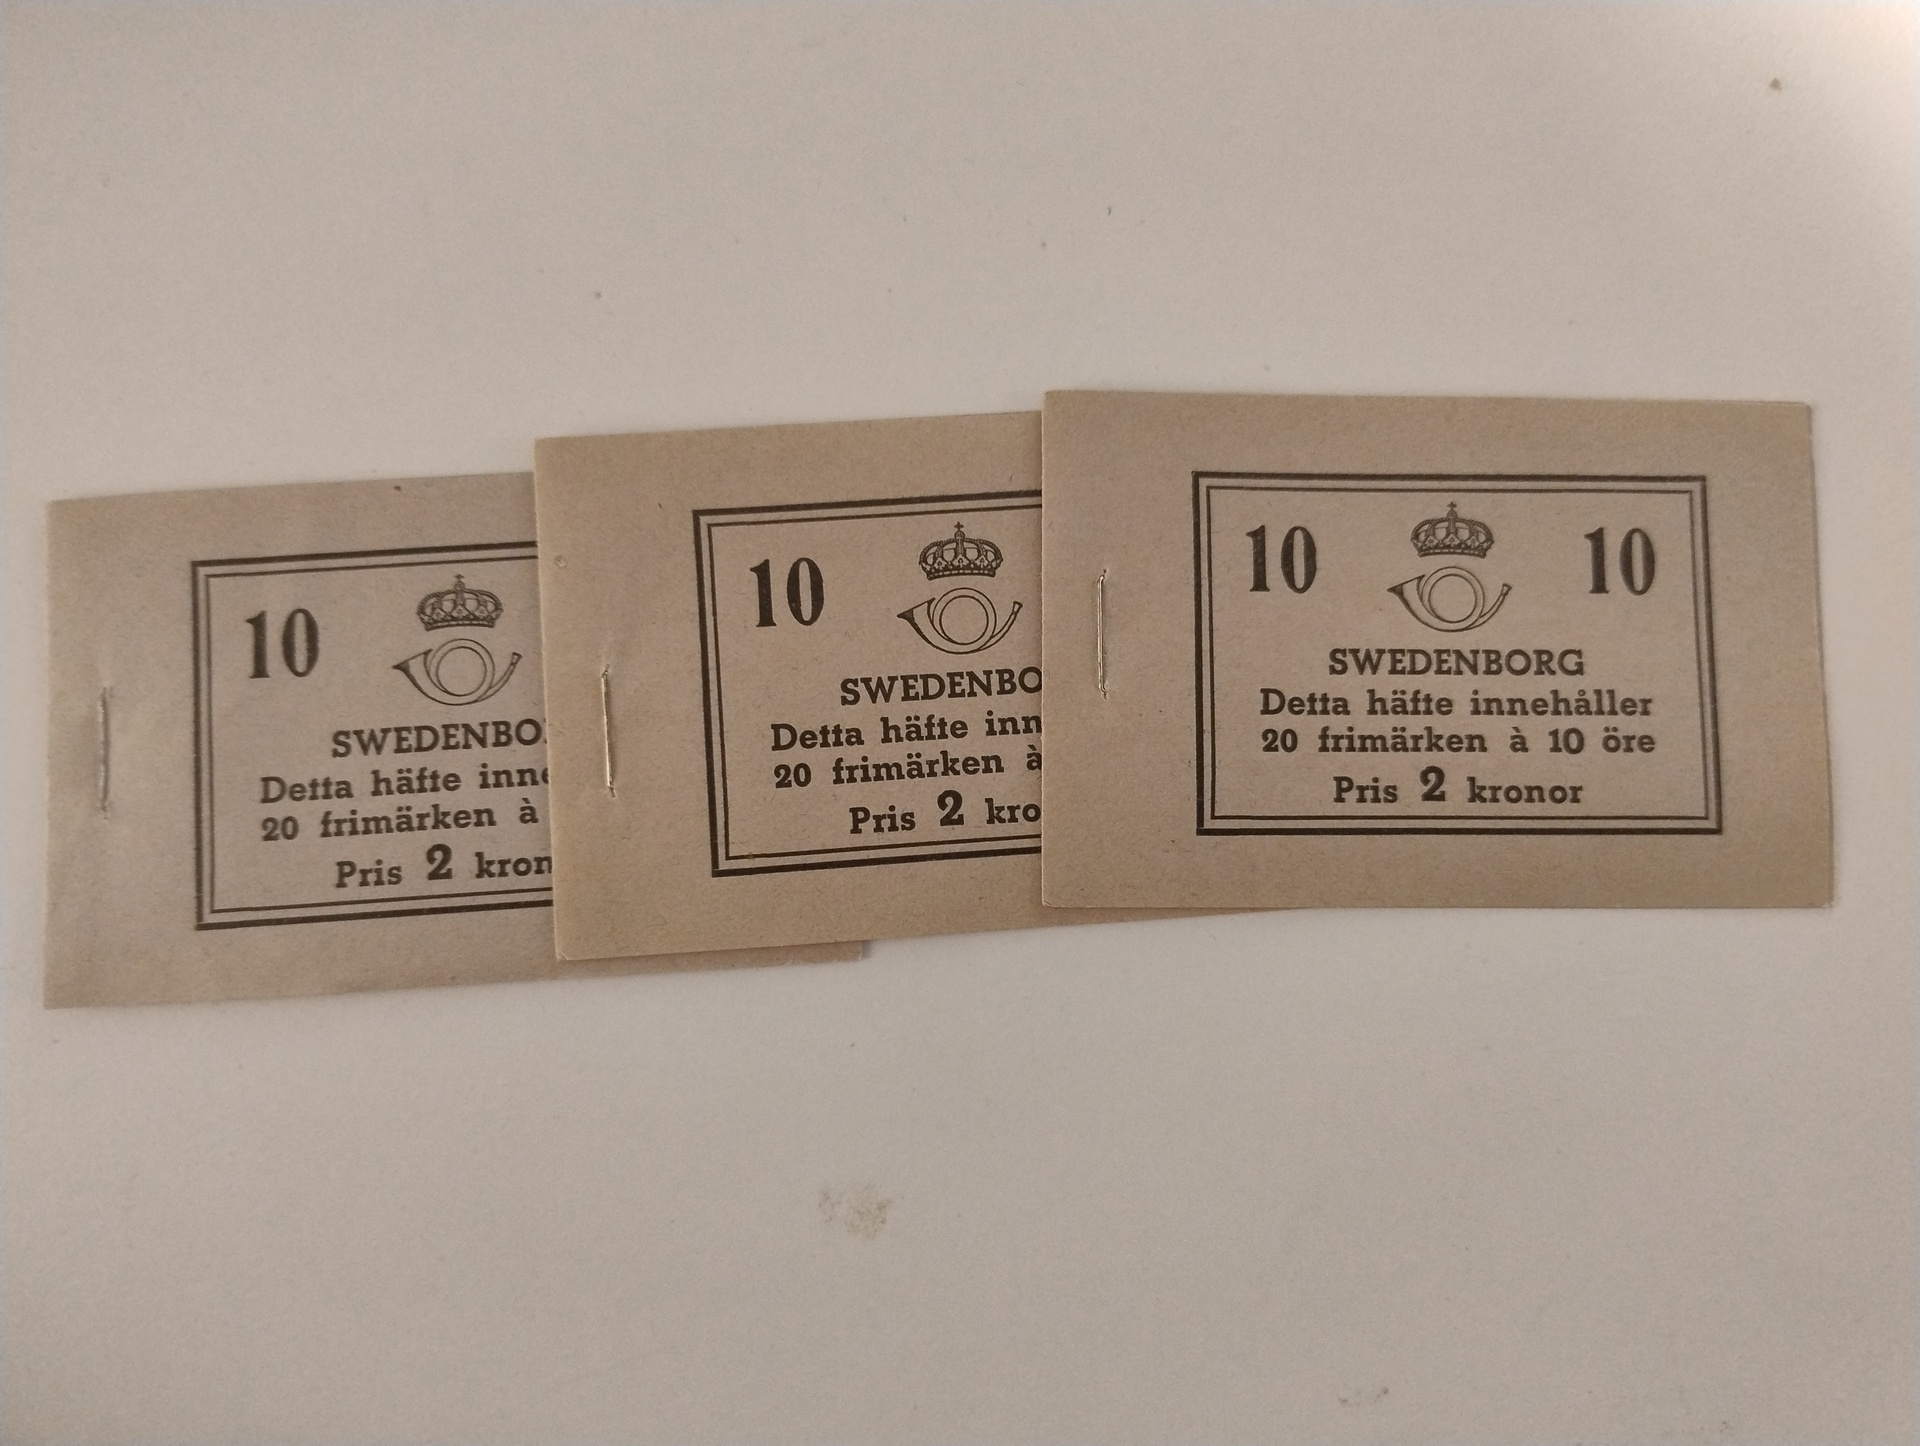 10
SWEDENBO
Detta häfte inne
20 frimärken à
Pris 2 kron
10
SWEDENBO
Detta häfte inn
20 frimärken à
Pris 2 kro
10 10
SWEDENBORG
Detta häfte innehåller
20 frimärken à 10 öre
Pris 2 kronor